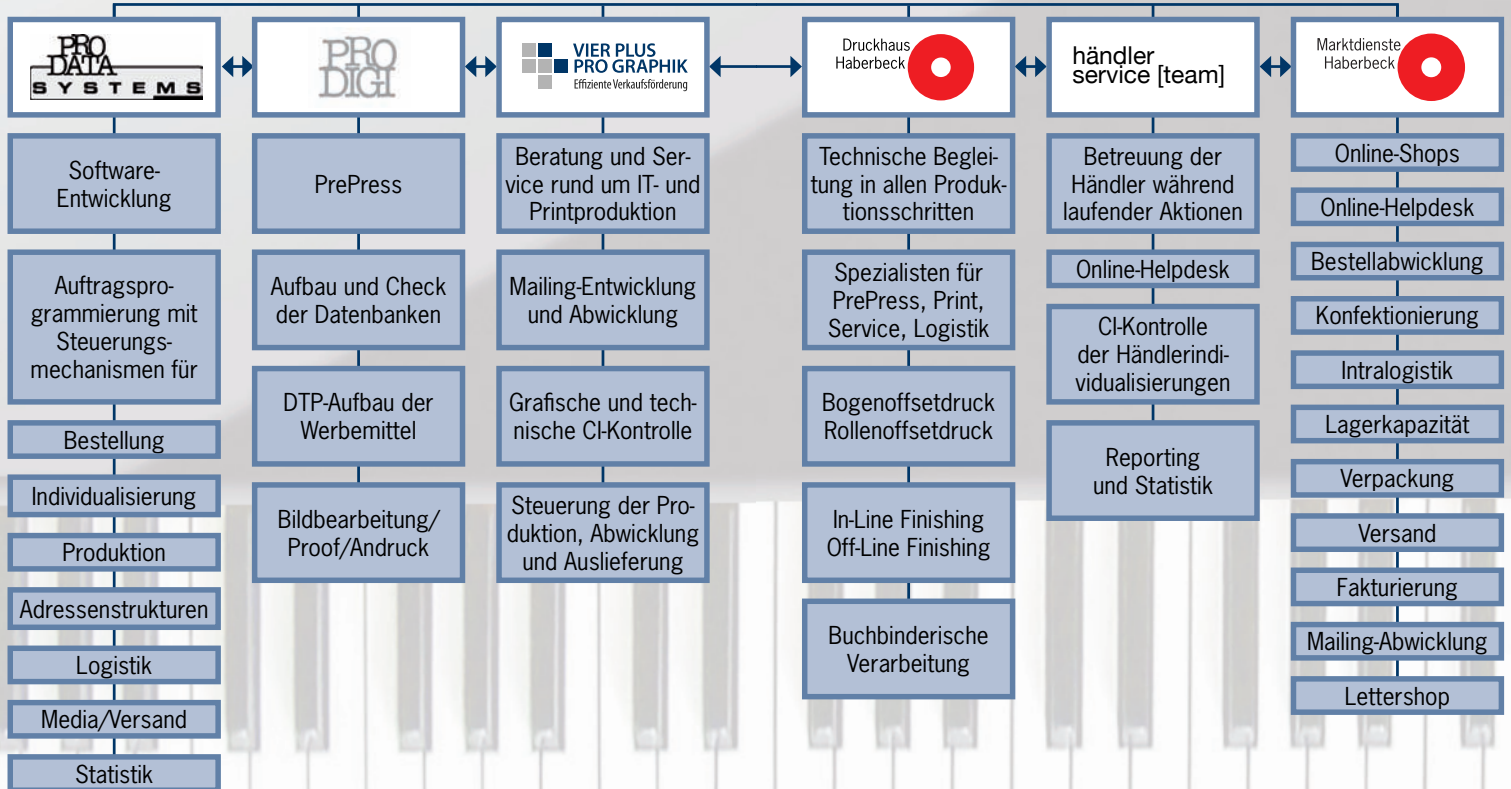 PRO
DATA
SYSTEMS
Software-
Entwicklung
Auftragspro-
grammierung mit
Steuerungs-
mechanismen für
Bestellung
Individualisierung
Produktion
Adressenstrukturen
Logistik
Media/Versand
Statistik
PRO
DIGI
PrePress
Aufbau und Check
der Datenbanken
DTP-Aufbau der
Werbemittel
Bildbearbeitung/
Proof/Andruck
VIER PLUS
PRO GRAPHIK
Effiziente Verkaufsförderung
Beratung und Ser-
vice rund um IT- und
Printproduktion
Mailing-Entwicklung
und Abwicklung
Grafische und tech-
nische CI-Kontrolle
Steuerung der Pro-
duktion, Abwicklung
und Auslieferung
Druckhaus
Haberbeck
Technische Beglei-
tung in allen Produk-
tionsschritten
Spezialisten für
PrePress, Print,
Service, Logistik
Bogenoffsetdruck
Rollenoffsetdruck
In-Line Finishing
Off-Line Finishing
Buchbinderische
Verarbeitung
händler
service [team]
Betreuung der
Händler während
laufender Aktionen
Online-Helpdesk
CI-Kontrolle
der Händlerindi-
vidualisierungen
Reporting
und Statistik
Marktdienste
Haberbeck
Online-Shops
Online-Helpdesk
Bestellabwicklung
Konfektionierung
Intralogistik
Lagerkapazität
Verpackung
Versand
Fakturierung
Mailing-Abwicklung
Lettershop